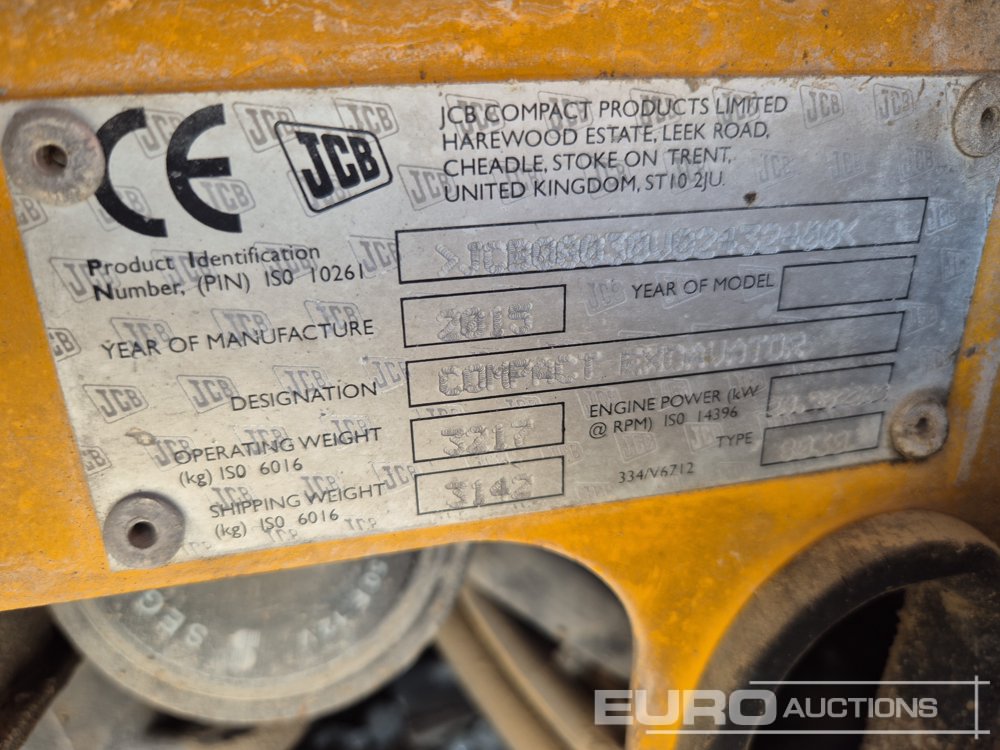 CE
JCB
JCB COMPACT PRODUCTS LIMITED
HAREWOOD ESTATE, LEEK ROAD,
CHEADLE, STOKE ON TRENT,
UNITED KINGDOM, ST10 2JU.
Product Identification
Number, (PIN) ISO 10261
YEAR OF MANUFACTURE 2015
YEAR OF MODEL
DESIGNATION COMPACT EXCAVATOR
OPERATING WEIGHT
(kg) ISO 6016 3217
ENGINE POWER (kW
@ RPM) ISO 14396
TYPE
SHIPPING WEIGHT
(kg) ISO 6016 3142
334/V6712
EURO AUCTIONS